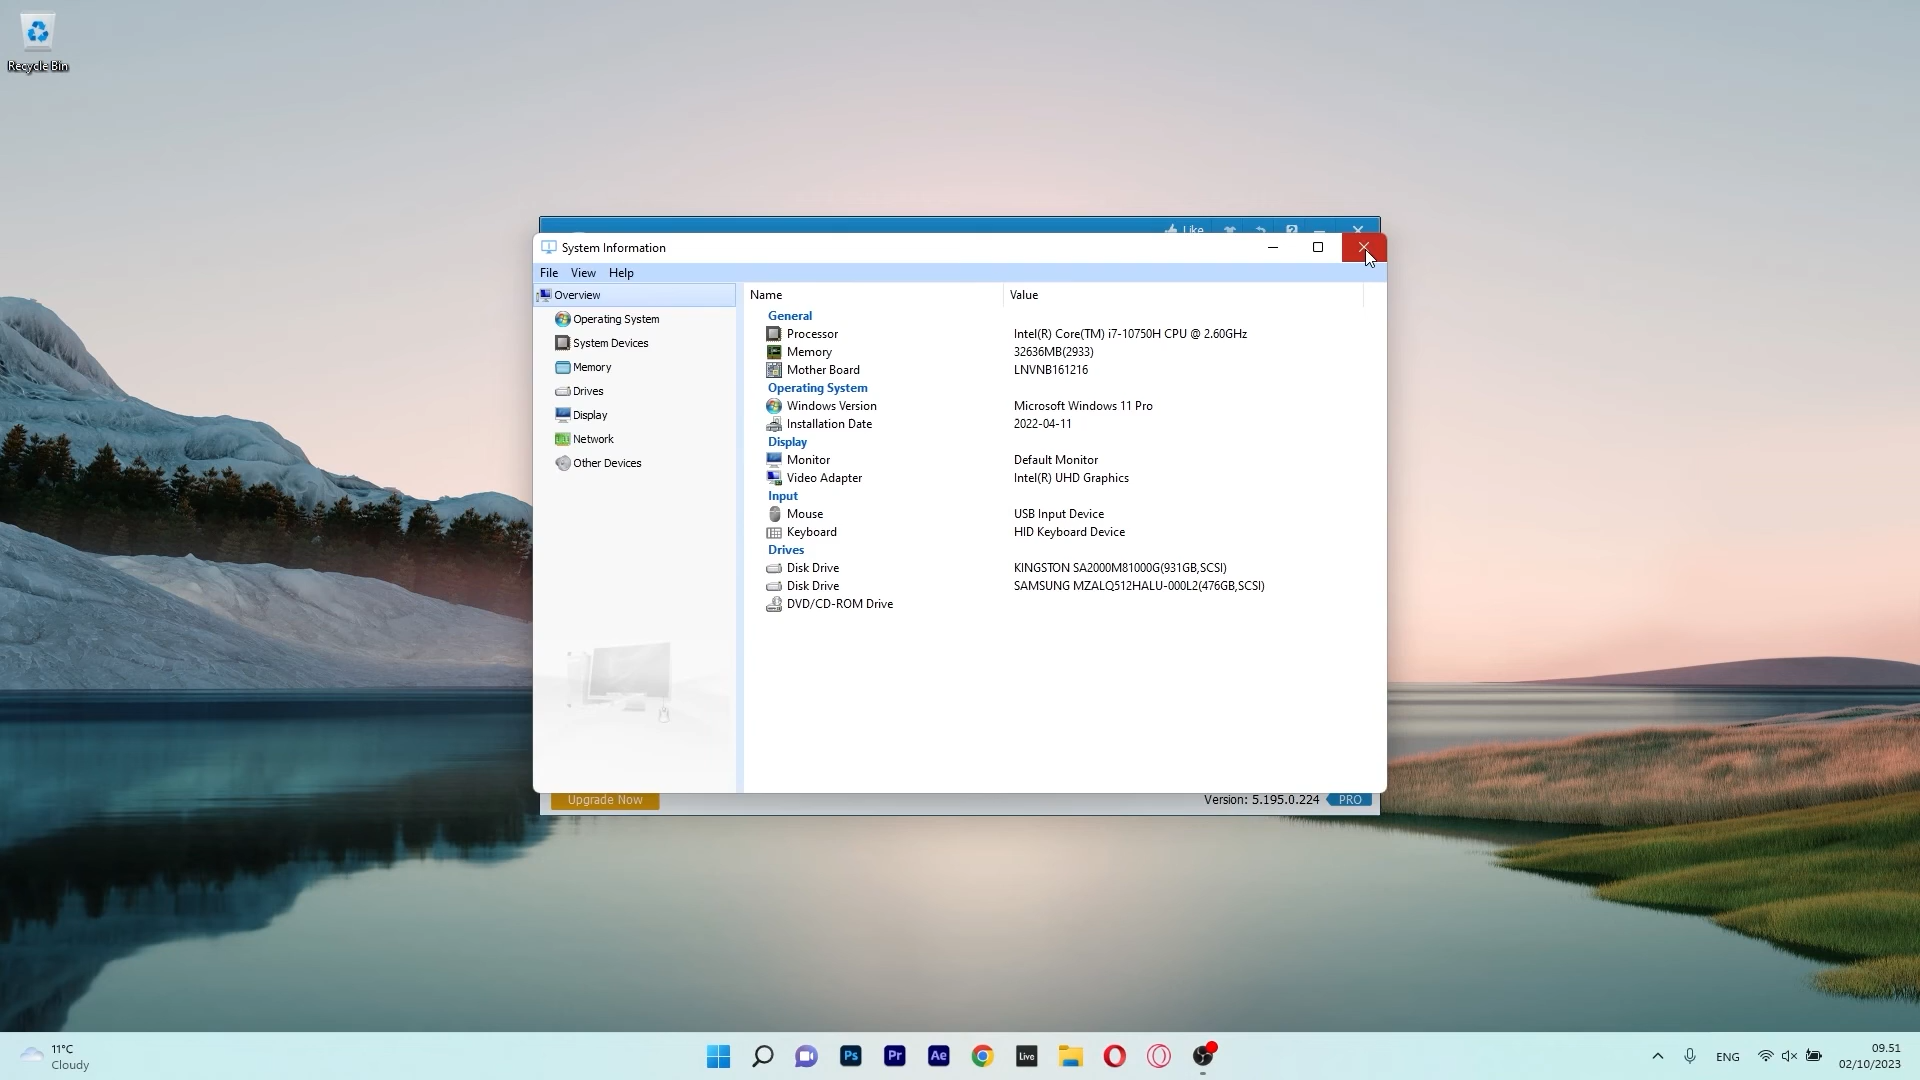 Recycle Bin
Like
System Information
File View Help
Overview
Operating System
System Devices
Memory
Drives
Display
Network
Other Devices
Name Value
General
Processor Intel(R) Core(TM) i7-10750H CPU @ 2.60GHz
Memory 32636MB(2933)
Mother Board LNVNB161216
Operating System
Windows Version Microsoft Windows 11 Pro
Installation Date 2022-04-11
Display
Monitor Default Monitor
Video Adapter Intel(R) UHD Graphics
Input
Mouse USB Input Device
Keyboard HID Keyboard Device
Drives
Disk Drive KINGSTON SA2000M81000G(931GB,SCSI)
Disk Drive SAMSUNG MZALQ512HALU-000L2(476GB,SCSI)
DVD/CD-ROM Drive
Upgrade Now Version: 5.195.0.224 PRO
11°C
Cloudy
Ps Pr Ae Live
ENG
09.51
02/10/2023